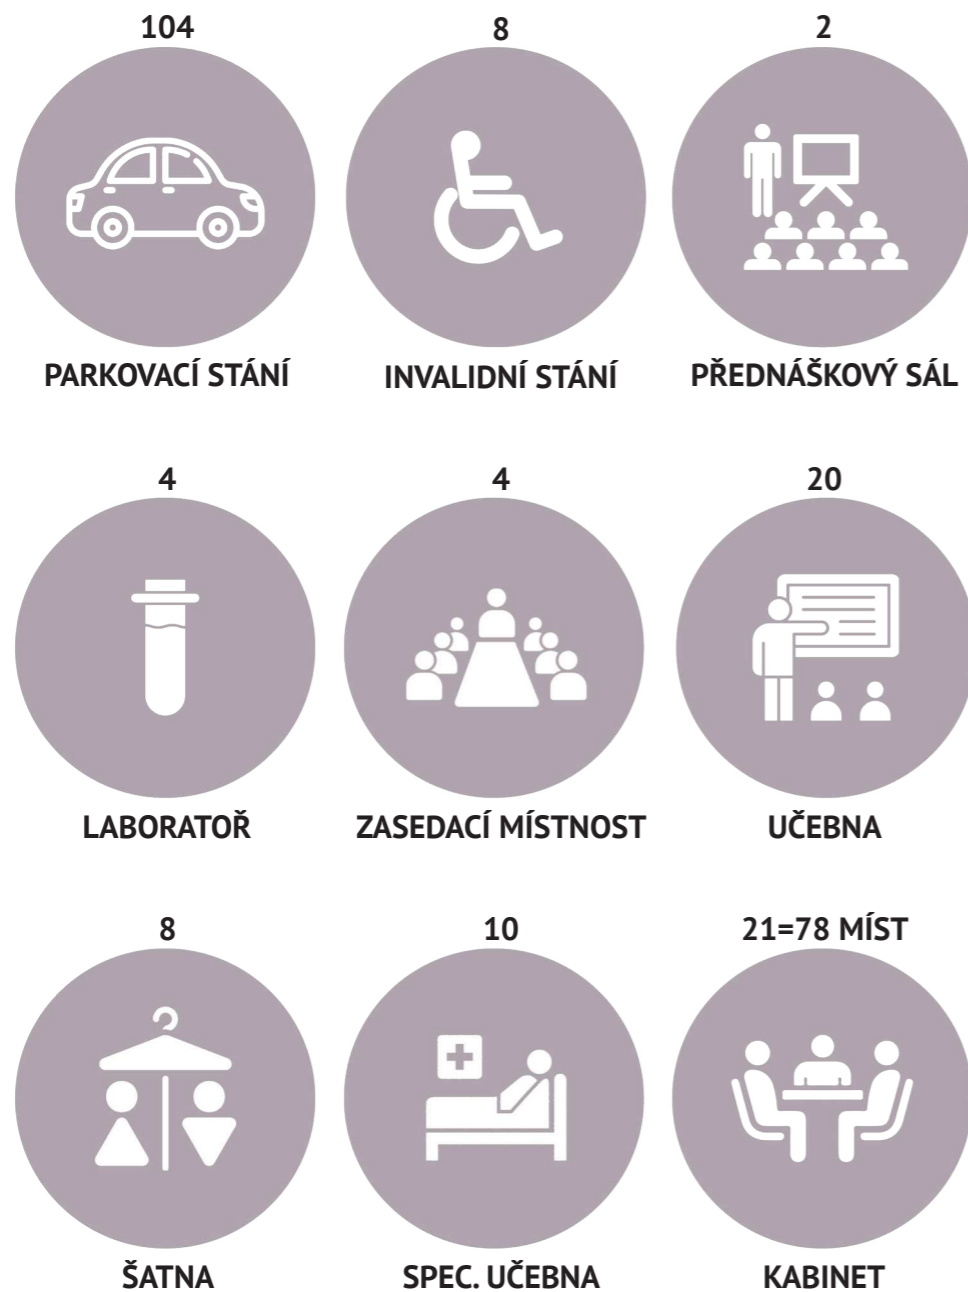 104
8
2
PARKOVACÍ STÁNÍ
INVALIDNÍ STÁNÍ
PŘEDNÁŠKOVÝ SÁL
4
4
20
LABORATOŘ
ZASEDACÍ MÍSTNOST
UČEBNA
8
10
21=78 MÍST
ŠATNA
SPEC. UČEBNA
KABINET